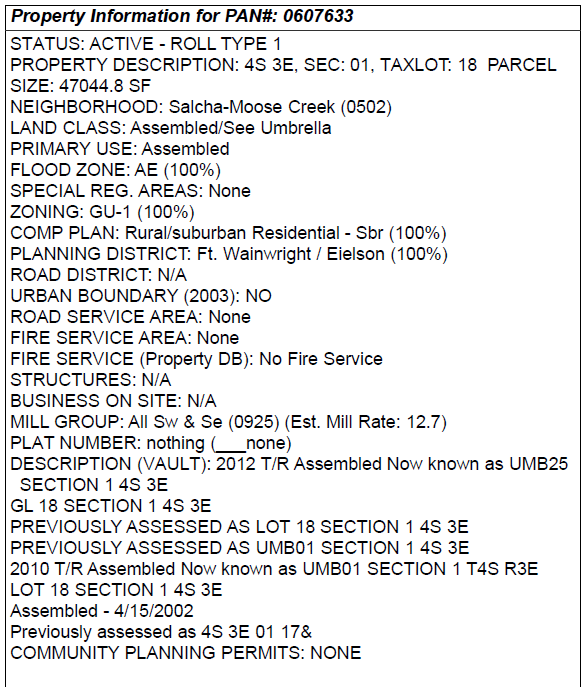 Property Information for PAN#: 0607633
STATUS: ACTIVE - ROLL TYPE 1
PROPERTY DESCRIPTION: 4S 3E, SEC: 01, TAXLOT: 18 PARCEL
SIZE: 47044.8 SF
NEIGHBORHOOD: Salcha-Moose Creek (0502)
LAND CLASS: Assembled/See Umbrella
PRIMARY USE: Assembled
FLOOD ZONE: AE (100%)
SPECIAL REG. AREAS: None
ZONING: GU-1 (100%)
COMP PLAN: Rural/suburban Residential - Sbr (100%)
PLANNING DISTRICT: Ft. Wainwright / Eielson (100%)
ROAD DISTRICT: N/A
URBAN BOUNDARY (2003): NO
ROAD SERVICE AREA: None
FIRE SERVICE AREA: None
FIRE SERVICE (Property DB): No Fire Service
STRUCTURES: N/A
BUSINESS ON SITE: N/A
MILL GROUP: All Sw & Se (0925) (Est. Mill Rate: 12.7)
PLAT NUMBER: nothing (___none)
DESCRIPTION (VAULT): 2012 T/R Assembled Now known as UMB25
SECTION 1 4S 3E
GL 18 SECTION 1 4S 3E
PREVIOUSLY ASSESSED AS LOT 18 SECTION 1 4S 3E
PREVIOUSLY ASSESSED AS UMB01 SECTION 1 4S 3E
2010 T/R Assembled Now known as UMB01 SECTION 1 T4S R3E
LOT 18 SECTION 1 4S 3E
Assembled - 4/15/2002
Previously assessed as 4S 3E 01 17&
COMMUNITY PLANNING PERMITS: NONE